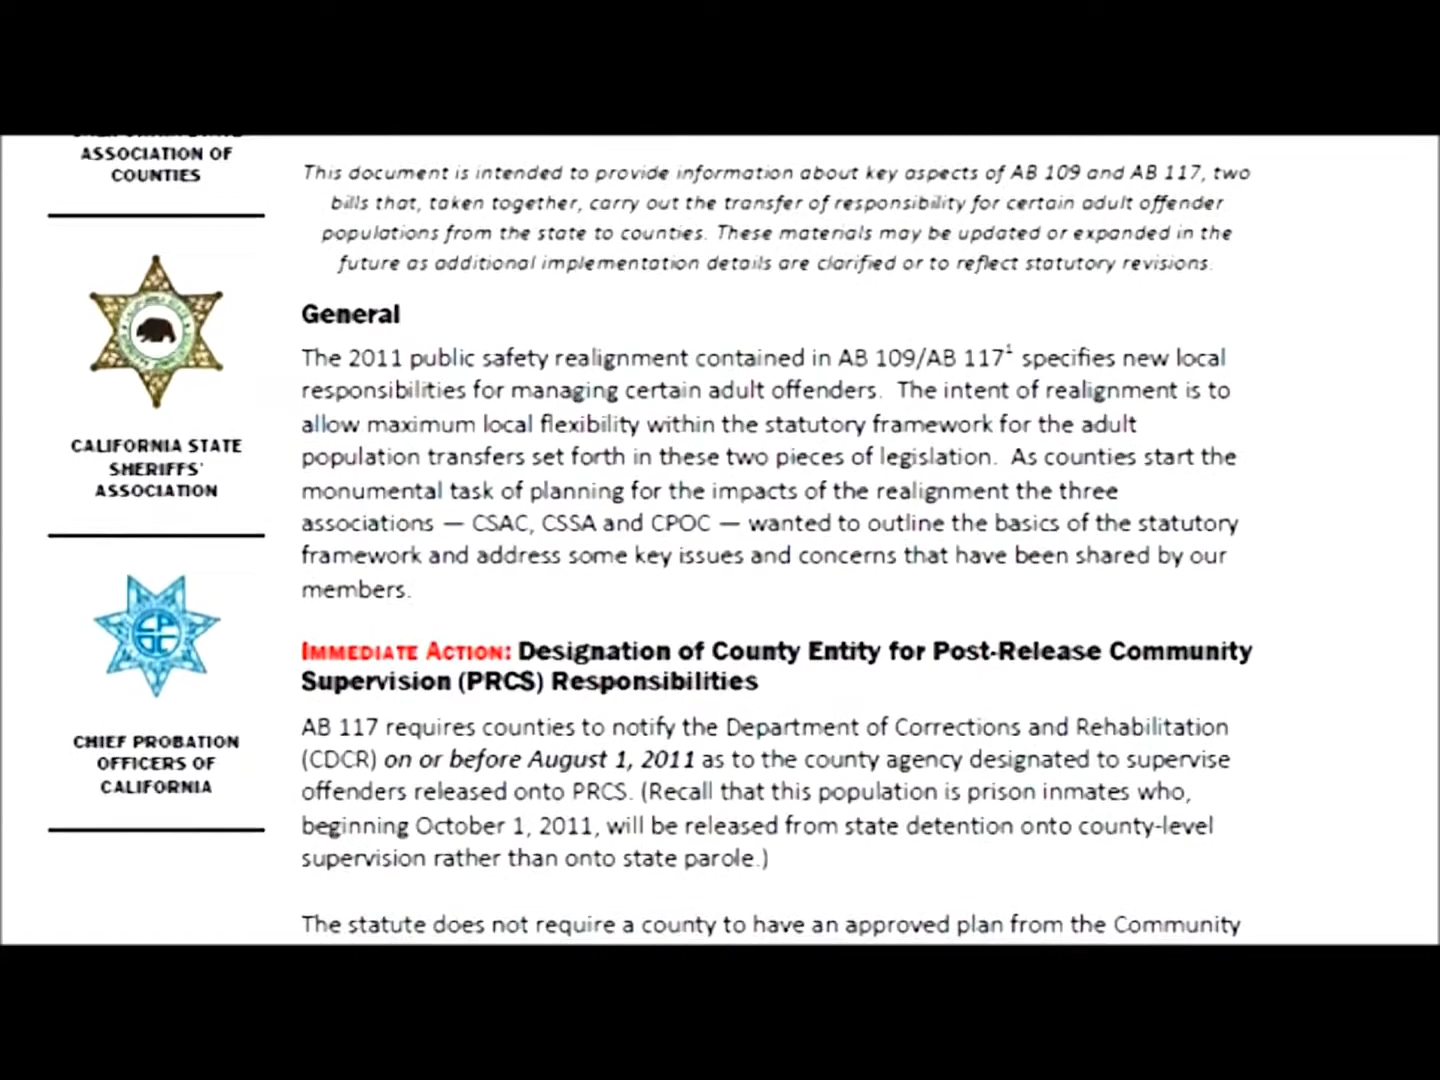 ASSOCIATION OF
COUNTIES
CALIFORNIA STATE
SHERIFFS'
ASSOCIATION
CHIEF PROBATION
OFFICERS OF
CALIFORNIA
This document is intended to provide information about key aspects of AB 109 and AB 117, two
bills that, taken together, carry out the transfer of responsibility for certain adult offender
populations from the state to counties. These materials may be updated or expanded in the
future as additional implementation details are clarified or to reflect statutory revisions.
General
The 2011 public safety realignment contained in AB 109/AB 117¹ specifies new local
responsibilities for managing certain adult offenders. The intent of realignment is to
allow maximum local flexibility within the statutory framework for the adult
population transfers set forth in these two pieces of legislation. As counties start the
monumental task of planning for the impacts of the realignment the three
associations — CSAC, CSSA and CPOC — wanted to outline the basics of the statutory
framework and address some key issues and concerns that have been shared by our
members.
IMMEDIATE ACTION: Designation of County Entity for Post-Release Community
Supervision (PRCS) Responsibilities
AB 117 requires counties to notify the Department of Corrections and Rehabilitation
(CDCR) on or before August 1, 2011 as to the county agency designated to supervise
offenders released onto PRCS. (Recall that this population is prison inmates who,
beginning October 1, 2011, will be released from state detention onto county-level
supervision rather than onto state parole.)
The statute does not require a county to have an approved plan from the Community